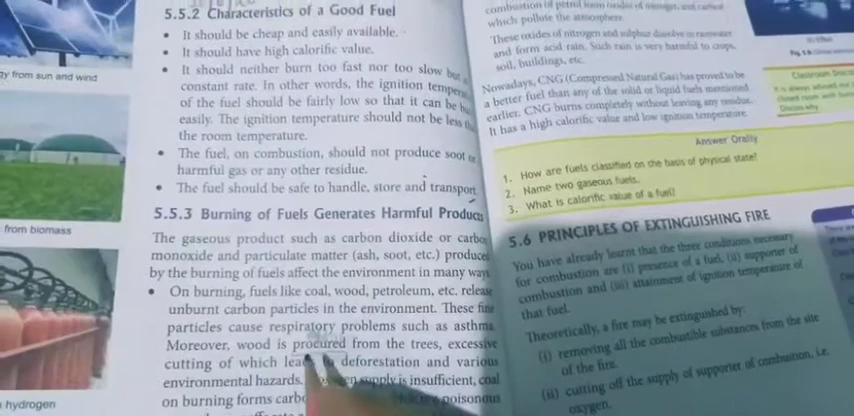 5.5.2 Characteristics of a Good Fuel
• It should be cheap and easily available.
• It should have high calorific value.
• It should neither burn too fast nor too slow but
constant rate. In other words, the ignition
of the fuel should be fairly low so that it can be
easily. The ignition temperature should not be less
the room temperature.
• The fuel, on combustion, should not produce soot or
harmful gas or any other residue.
• The fuel should be safe to handle, store and transport
5.5.3 Burning of Fuels Generates Harmful Products
The gaseous product such as carbon dioxide or
monoxide and particulate matter (ash, soot, etc.)
by the burning of fuels affect the environment in many ways
• On burning, fuels like coal, wood, petroleum, etc. release
unburnt carbon particles in the environment. These fine
particles cause respiratory problems such as asthma
Moreover, wood is procured from the trees, excessive
cutting of which to deforestation and various
environmental hazards. supply is insufficient, coal
on burning forms poisonous
gy from sun and wind
from biomass
hydrogen
combustion of petrol form oxides of
which pollute the atmosphere.
These oxides of nitrogen and sulphur dissolve in rainwater
and form acid rain. Such rain is very harmful to crops,
soil, buildings, etc.
Nowadays, CNG (Compressed Natural Gas) has proved to be
a better fuel than any of the solid or liquid fuels mentioned
earlier. CNG burns completely without leaving any residue.
It has a high calorific value and low ignition temperature.
Answer Orally
1. How are fuels classified on the basis of physical state?
2. Name two gaseous fuels.
3. What is calorific value of a fuel?
5.6 PRINCIPLES OF EXTINGUISHING FIRE
You have already learnt that the three conditions necessary
for combustion are (i) presence of a fuel, (ii) supporter of
combustion and (iii) attainment of ignition temperature of
that fuel.
Theoretically, a fire may be extinguished by:
(i) removing all the combustible substances from the site
of the fire.
(ii) cutting off the supply of supporter of combustion, i.e.
oxygen.